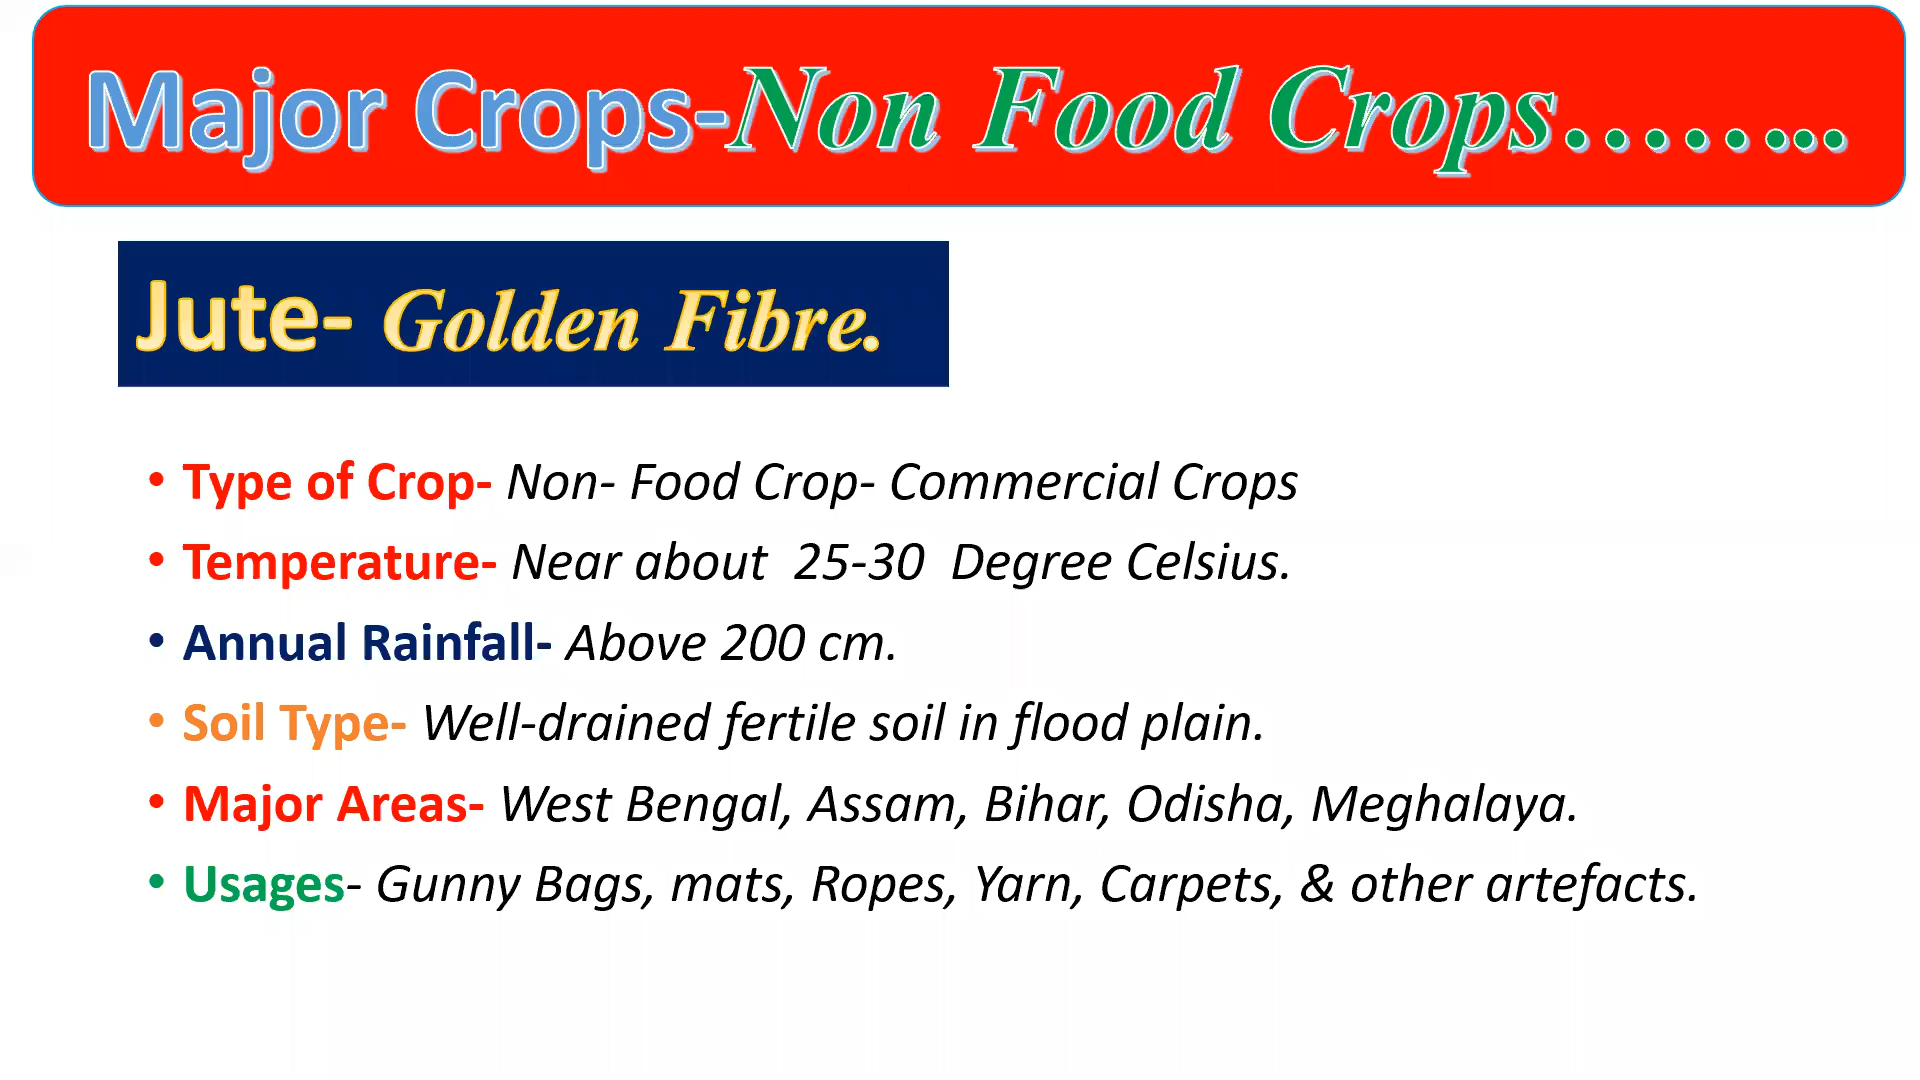 Major Crops-Non Food Crops……..
Jute- Golden Fibre.
• Type of Crop- Non- Food Crop- Commercial Crops
• Temperature- Near about 25-30 Degree Celsius.
• Annual Rainfall- Above 200 cm.
• Soil Type- Well-drained fertile soil in flood plain.
• Major Areas- West Bengal, Assam, Bihar, Odisha, Meghalaya.
• Usages- Gunny Bags, mats, Ropes, Yarn, Carpets, & other artefacts.